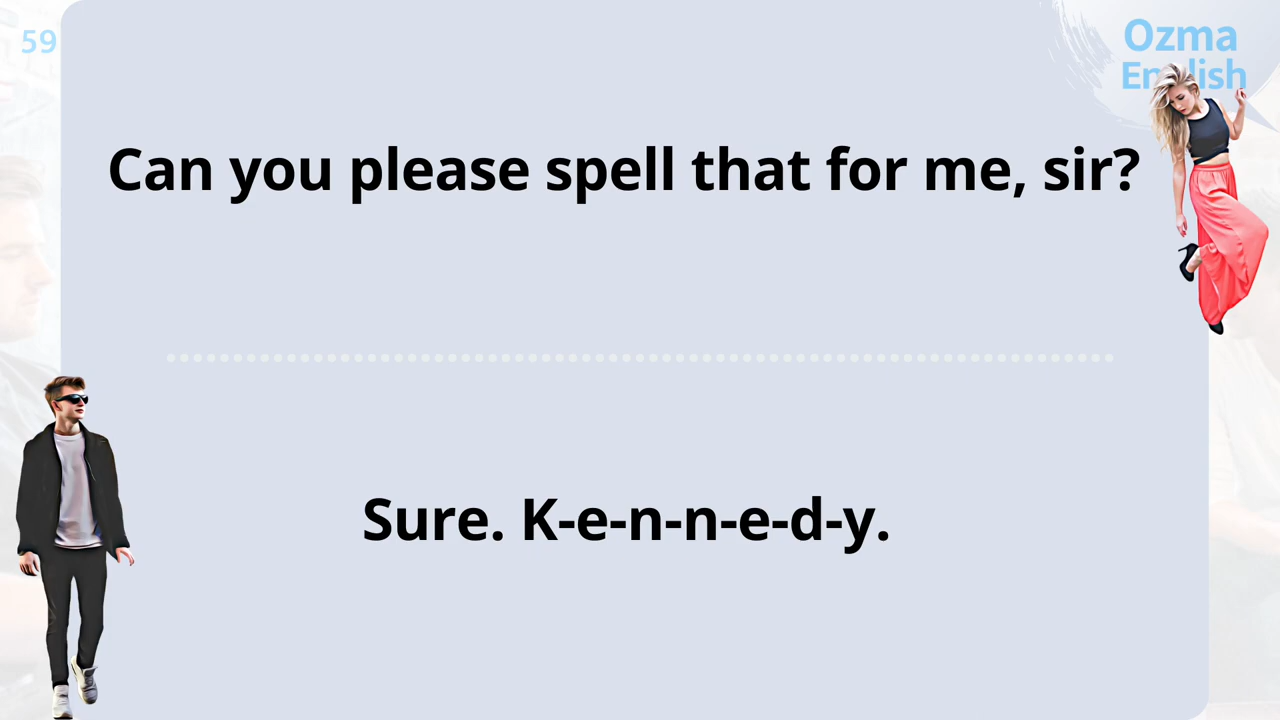 59
Ozma
English
Can you please spell that for me, sir?
Sure. K-e-n-n-e-d-y.